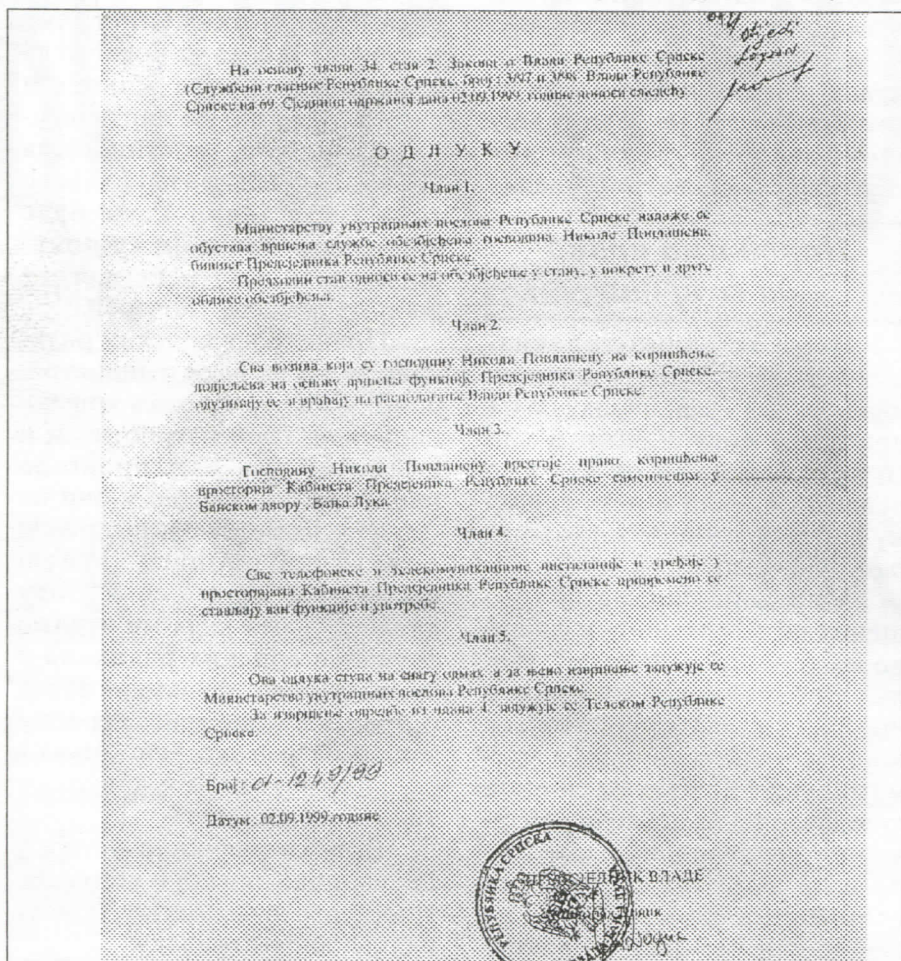 На основу члана 34. став 2. Закона о Влади Републике Српске
(Службени гласник Републике Српске, број: 3/97 и 3/98, Влада Републике
Српске на 69. Сједници одржаној дана 02.09.1999. године доноси следећу
О Д Л У К У
Члан 1.
Министарству унутрашњих послова Републике Српске налаже се
обустава вршења службе обезбјеђења господина Николе Поплашена,
бившег Предсједника Републике Српске.
Предходни став односи се на обезбјеђење у стану, у покрету и друге
облике обезбјеђења.
Члан 2.
Сва возила која су господину Николи Поплашену на коришћење
додјељена на основу вршења функције Предсједника Републике Српске,
одузимају се и враћају на располагање Влади Републике Српске.
Члан 3.
Господину Николи Поплашену престаје право коришћења
просторија Кабинета Предсједника Републике Српске смештених у
Банском двору, Бања Лука.
Члан 4.
Све телефонске и телекомуникационе инсталације и уређаје у
просторијама Кабинета Предсједника Републике Српске привремено се
стављају ван функције и употребе.
Члан 5.
Ова одлука ступа на снагу одмах, а за њено извршење задужује се
Министарство унутрашњих послова Републике Српске.
За извршење одредбе из члана 4. задужује се Телеком Републике
Српске.
Број: 01-1249/99
Датум: 02.09.1999.године
РЕПУБЛИКА СРПСКА
ПРЕДСЈЕДНИК ВЛАДЕ
Додик